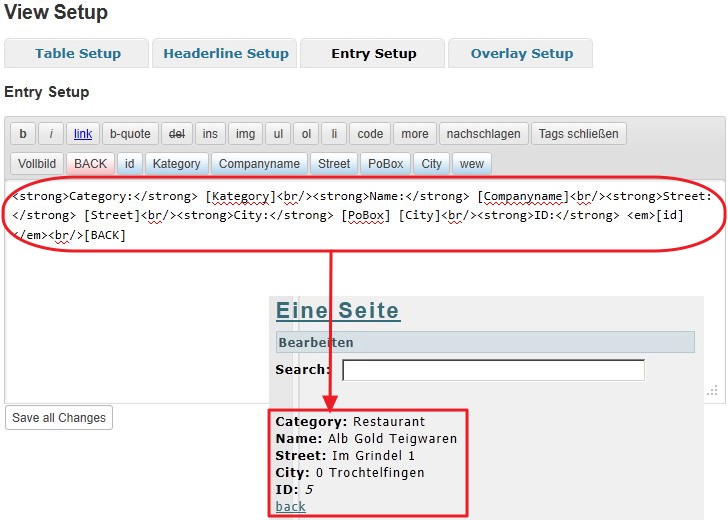 View Setup
Table Setup Headerline Setup Entry Setup Overlay Setup
Entry Setup
b i link b-quote del ins img ul ol li code more nachschlagen Tags schließen
Vollbild BACK id Kategory Companyname Street PoBox City wew
<strong>Category:</strong> [Kategory]<br/><strong>Name:</strong> [Companyname]<br/><strong>Street:
</strong> [Street]<br/><strong>City:</strong> [PoBox] [City]<br/><strong>ID:</strong> <em>[id]
</em><br/>[BACK]
Eine Seite
Bearbeiten
Search:
Save all Changes
Category: Restaurant
Name: Alb Gold Teigwaren
Street: Im Grindel 1
City: 0 Trochtelfingen
ID: 5
back